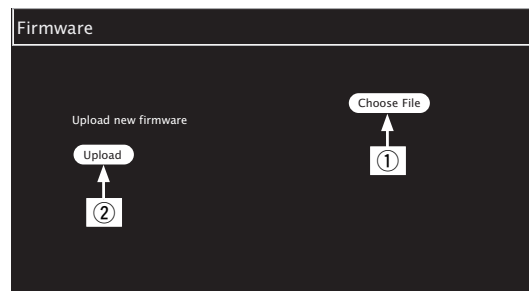 Firmware
Choose File
Upload new firmware
Upload
①
②